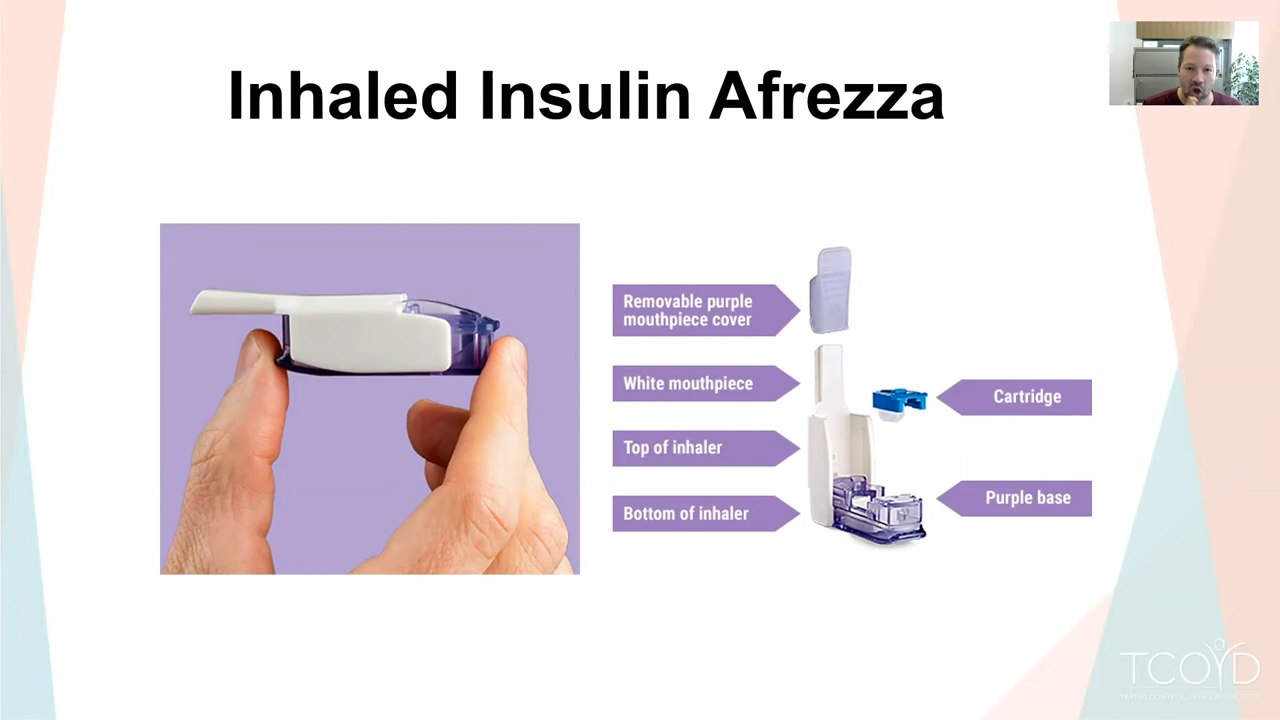 Inhaled Insulin Afrezza
Removable purple
mouthpiece cover
White mouthpiece
Top of inhaler
Bottom of inhaler
Cartridge
Purple base
TCOYD